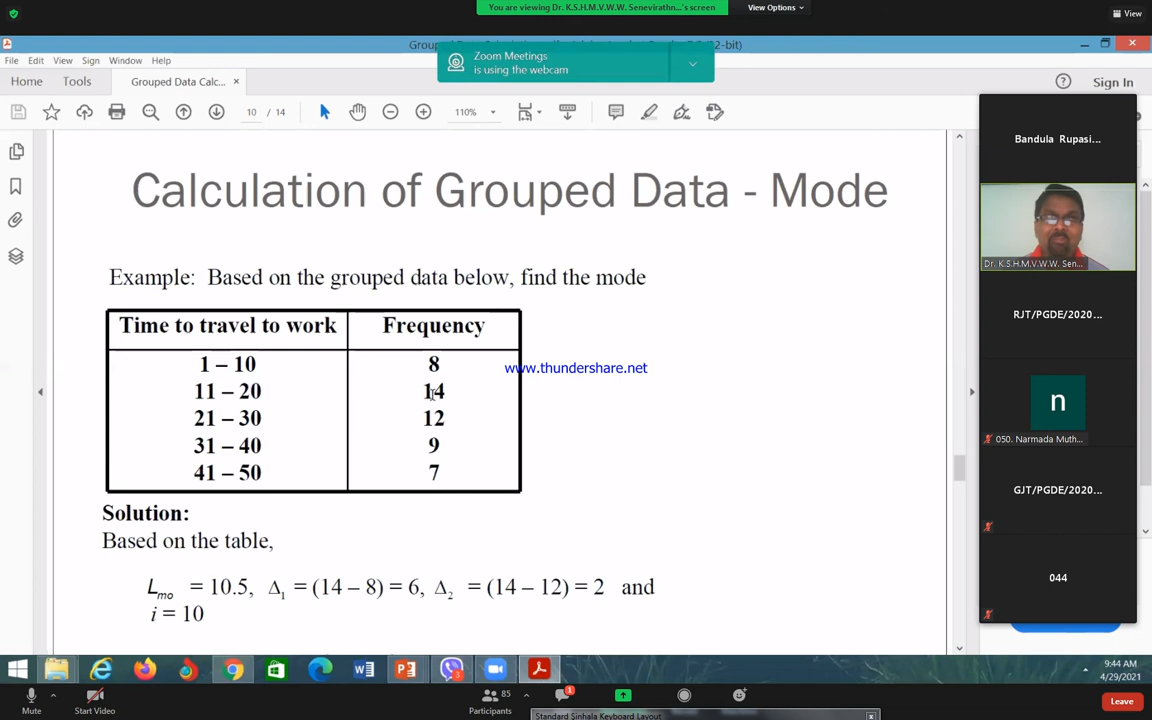 You are viewing Dr. K.S.H.M.V.W.W. Senevirathn...'s screen
View Options
View
Zoom Meetings
is using the webcam
File Edit View Sign Window Help
Home Tools Grouped Data Calc... ×
Sign In
10 / 14
110%
Bandula Rupasi...
Calculation of Grouped Data - Mode
Dr. K.S.H.M.V.W.W. Sen...
Example: Based on the grouped data below, find the mode
Time to travel to work Frequency
1 – 10 8
11 – 20 14
21 – 30 12
31 – 40 9
41 – 50 7
www.thundershare.net
RJT/PGDE/2020...
n
050. Narmada Muth...
GJT/PGDE/2020...
044
Solution:
Based on the table,
Lmo = 10.5, Δ1 = (14 – 8) = 6, Δ2 = (14 – 12) = 2 and
i = 10
9:44 AM
4/29/2021
Mute
Start Video
85
Participants
1
3
Leave
Standard Sinhala Keyboard Layout